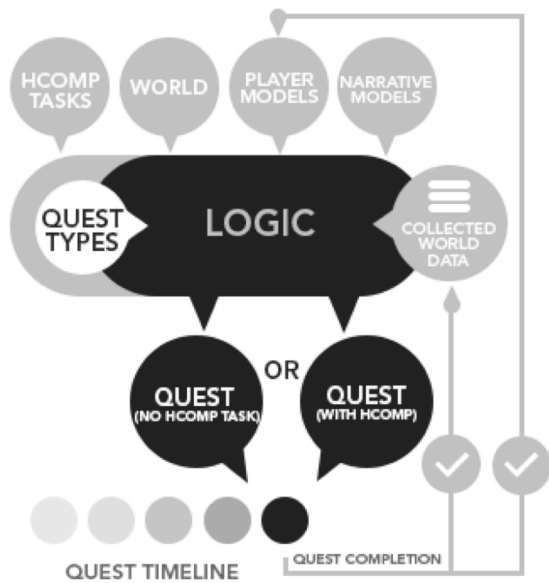 HCOMP
TASKS
WORLD
PLAYER
MODELS
NARRATIVE
MODELS
QUEST
TYPES
LOGIC
COLLECTED
WORLD
DATA
QUEST
(NO HCOMP TASK)
OR
QUEST
(WITH HCOMP)
QUEST COMPLETION
QUEST TIMELINE